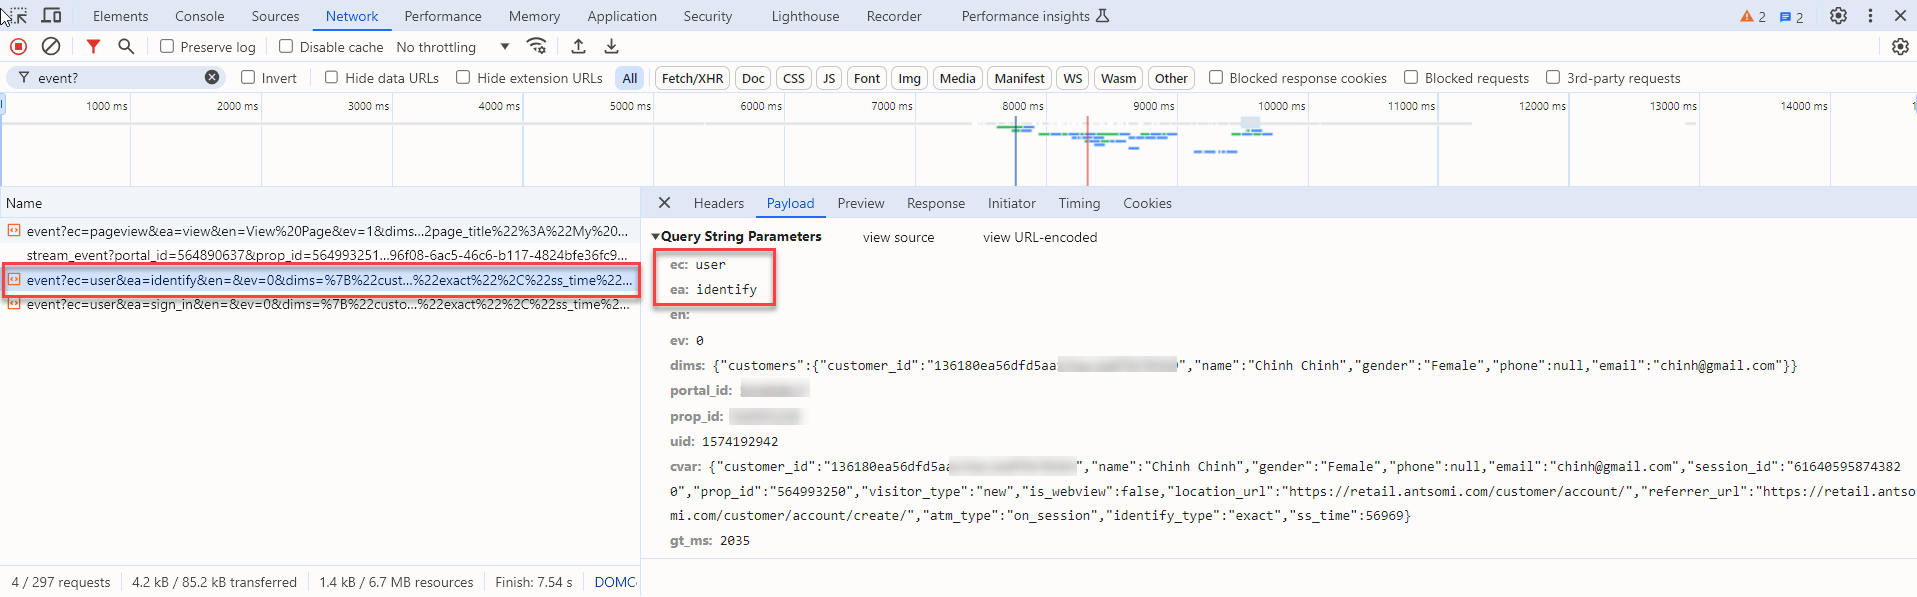 Elements Console Sources Network Performance Memory Application Security Lighthouse Recorder Performance insights 2 2
Preserve log Disable cache No throttling
event? Invert Hide data URLs Hide extension URLs All Fetch/XHR Doc CSS JS Font Img Media Manifest WS Wasm Other Blocked response cookies Blocked requests 3rd-party requests
1000 ms 2000 ms 3000 ms 4000 ms 5000 ms 6000 ms 7000 ms 8000 ms 9000 ms 10000 ms 11000 ms 12000 ms 13000 ms 14000 ms
Name
event?ec=pageview&ea=view&en=View%20Page&ev=1&dims...2page_title%22%3A%22My%20...
stream_event?portal_id=564890637&prop_id=564993251...96f08-6ac5-46c6-b117-4824bfe36fc9...
event?ec=user&ea=identify&en=&ev=0&dims=%7B%22cust...%22exact%22%2C%22ss_time%22...
event?ec=user&ea=sign_in&en=&ev=0&dims=%7B%22custo...%22exact%22%2C%22ss_time%2...
4 / 297 requests 4.2 kB / 85.2 kB transferred 1.4 kB / 6.7 MB resources Finish: 7.54 s DOMC
Headers Payload Preview Response Initiator Timing Cookies
Query String Parameters view source view URL-encoded
ec: user
ea: identify
en:
ev: 0
dims: {"customers":{"customer_id":"136180ea56dfd5aa ","name":"Chinh Chinh","gender":"Female","phone":null,"email":"chinh@gmail.com"}}
portal_id:
prop_id:
uid: 1574192942
cvar: {"customer_id":"136180ea56dfd5aa ","name":"Chinh Chinh","gender":"Female","phone":null,"email":"chinh@gmail.com","session_id":"61640595874382
0","prop_id":"564993250","visitor_type":"new","is_webview":false,"location_url":"https://retail.antsomi.com/customer/account/","referrer_url":"https://retail.antso
mi.com/customer/account/create/","atm_type":"on_session","identify_type":"exact","ss_time":56969}
gt_ms: 2035